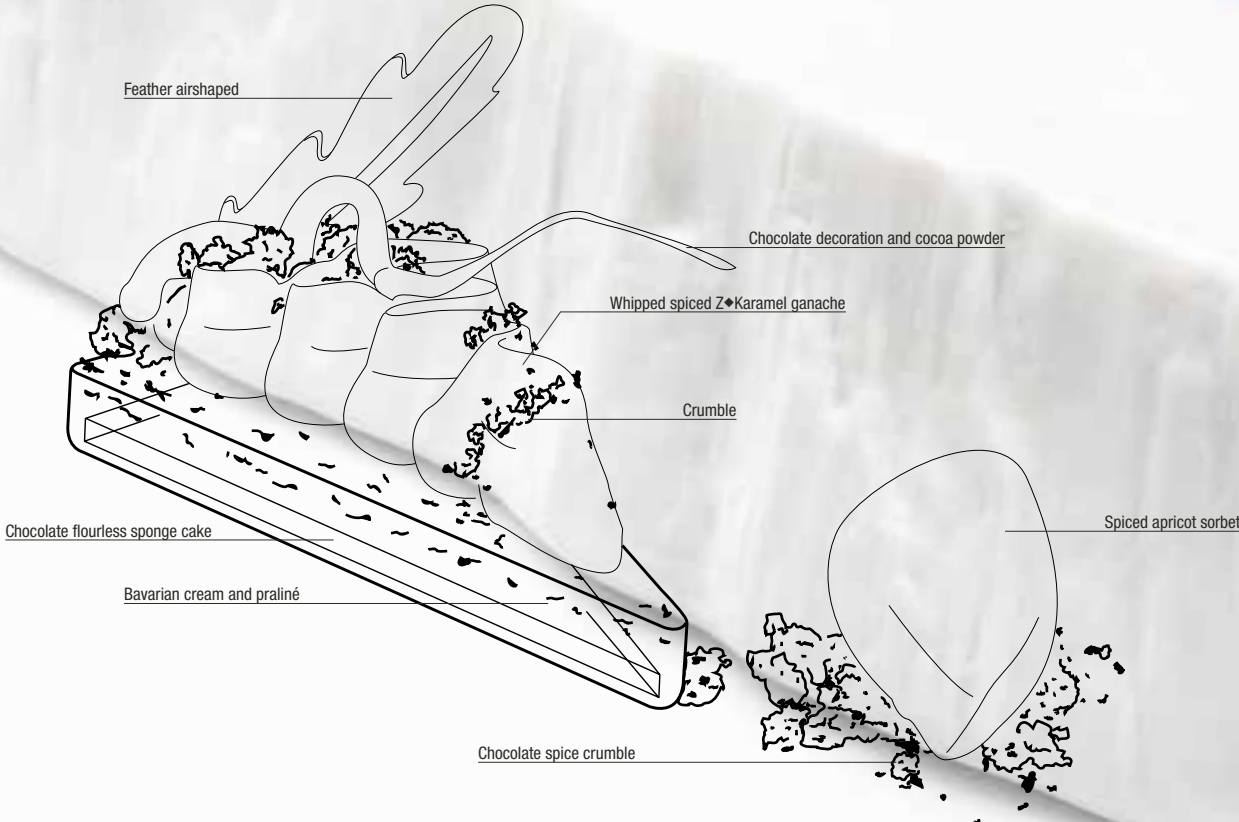 Feather airshaped
Chocolate decoration and cocoa powder
Whipped spiced Z◆Karamel ganache
Crumble
Spiced apricot sorbet
Chocolate flourless sponge cake
Bavarian cream and praliné
Chocolate spice crumble